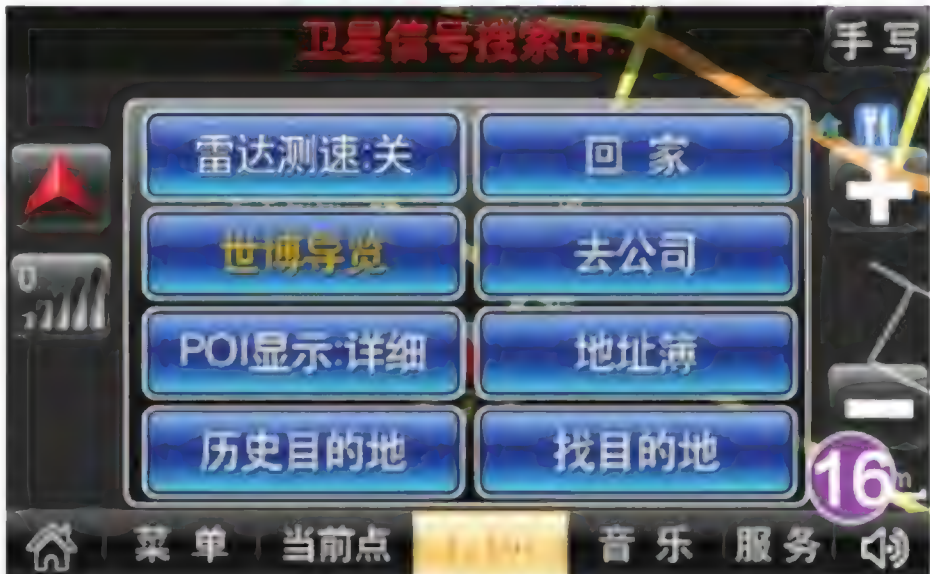 卫星信号搜索中...
手写
雷达测速:关
回家
世博导览
去公司
0
POI显示:详细
地址薄
历史目的地
找目的地
16
m
菜单
当前点
音乐
服务